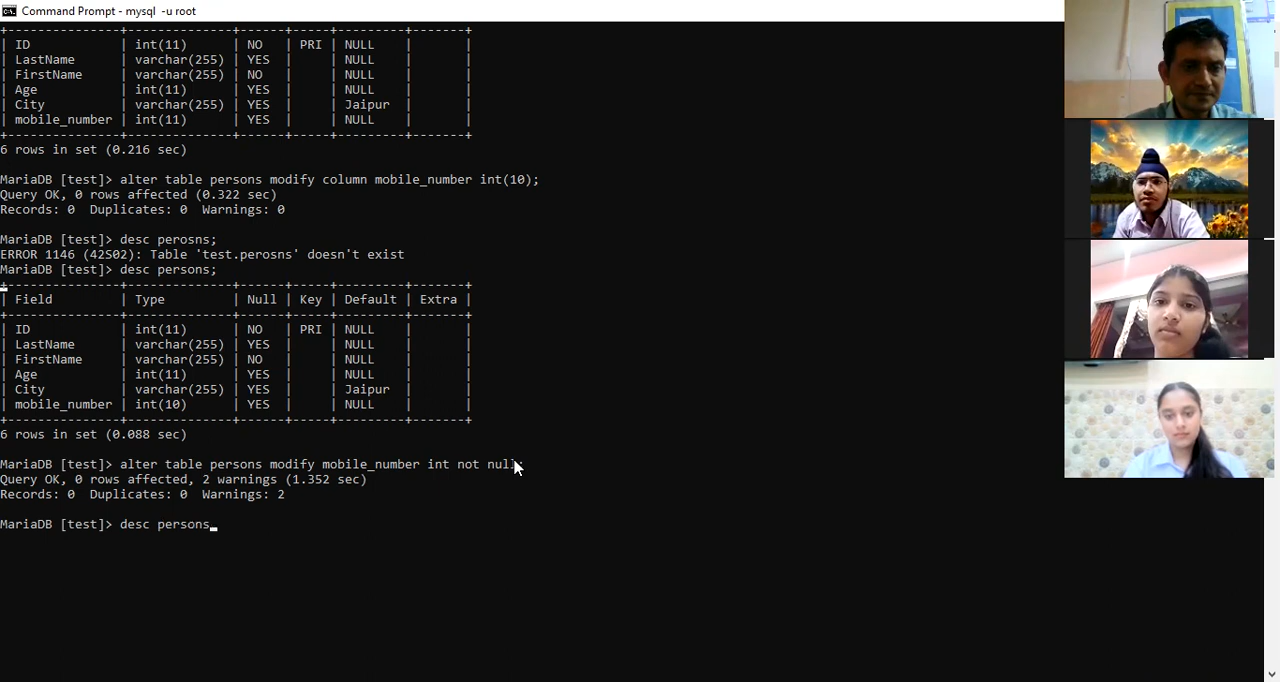 Command Prompt - mysql -u root
+---------------+--------------+------+-----+---------+-------+
| ID            | int(11)      | NO   | PRI | NULL    |       |
| LastName      | varchar(255) | YES  |     | NULL    |       |
| FirstName     | varchar(255) | NO   |     | NULL    |       |
| Age           | int(11)      | YES  |     | NULL    |       |
| City          | varchar(255) | YES  |     | Jaipur  |       |
| mobile_number | int(11)      | YES  |     | NULL    |       |
+---------------+--------------+------+-----+---------+-------+
6 rows in set (0.216 sec)
MariaDB [test]> alter table persons modify column mobile_number int(10);
Query OK, 0 rows affected (0.322 sec)
Records: 0  Duplicates: 0  Warnings: 0
MariaDB [test]> desc perosns;
ERROR 1146 (42S02): Table 'test.perosns' doesn't exist
MariaDB [test]> desc persons;
+---------------+--------------+------+-----+---------+-------+
| Field         | Type         | Null | Key | Default | Extra |
+---------------+--------------+------+-----+---------+-------+
| ID            | int(11)      | NO   | PRI | NULL    |       |
| LastName      | varchar(255) | YES  |     | NULL    |       |
| FirstName     | varchar(255) | NO   |     | NULL    |       |
| Age           | int(11)      | YES  |     | NULL    |       |
| City          | varchar(255) | YES  |     | Jaipur  |       |
| mobile_number | int(10)      | YES  |     | NULL    |       |
+---------------+--------------+------+-----+---------+-------+
6 rows in set (0.088 sec)
MariaDB [test]> alter table persons modify mobile_number int not null;
Query OK, 0 rows affected, 2 warnings (1.352 sec)
Records: 0  Duplicates: 0  Warnings: 2
MariaDB [test]> desc persons